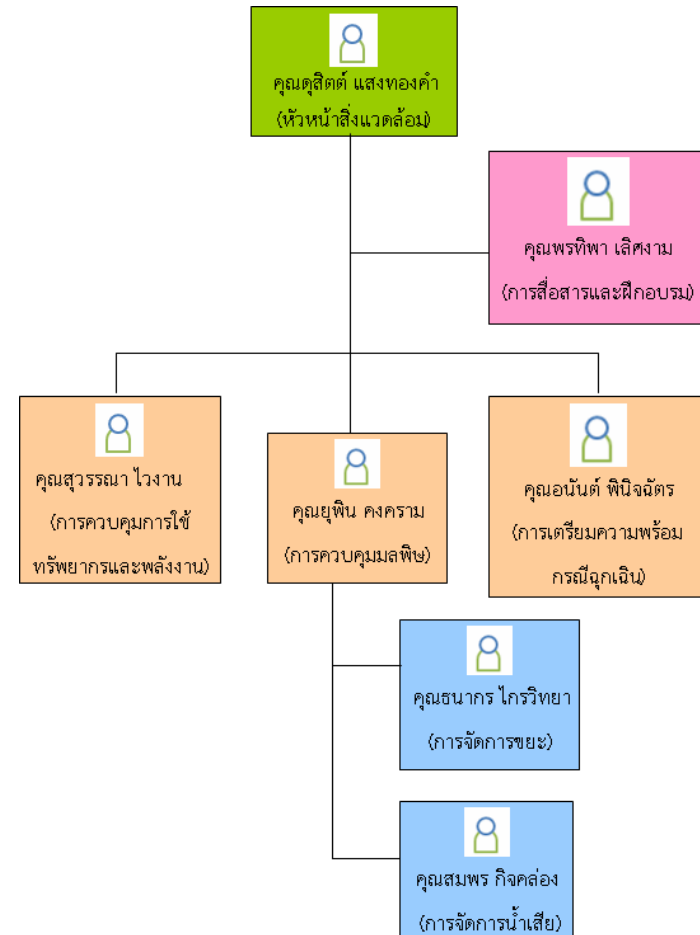 คุณดุสิตต์ แสงทองคำ
(หัวหน้าสิ่งแวดล้อม)
คุณพรทิพา เลิศงาม
(การสื่อสารและฝึกอบรม)
คุณสุวรรณา ไวงาน
(การควบคุมการใช้
ทรัพยากรและพลังงาน)
คุณยุพิน คงคราม
(การควบคุมมลพิษ)
คุณอนันต์ พินิจฉัตร
(การเตรียมความพร้อม
กรณีฉุกเฉิน)
คุณธนากร ไกรวิทยา
(การจัดการขยะ)
คุณสมพร กิจคล่อง
(การจัดการน้ำเสีย)